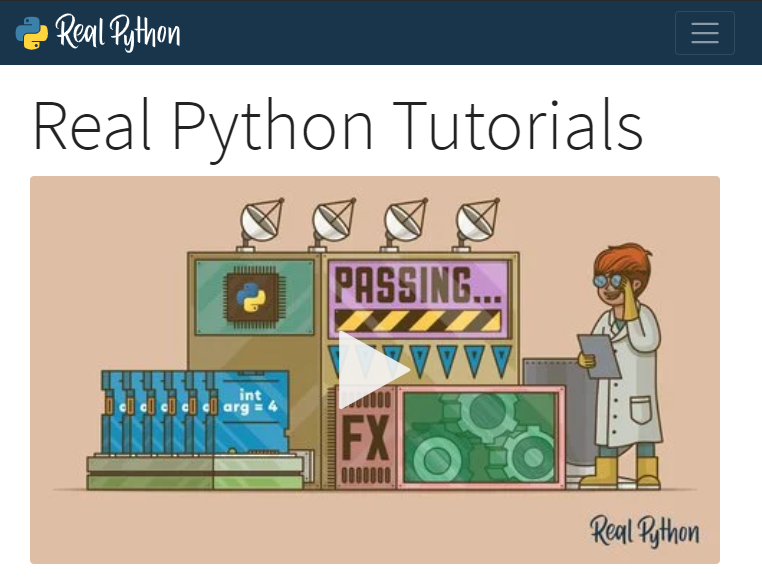 Real Python
Real Python Tutorials
PASSING...
int
arg = 4
FX
Real Python